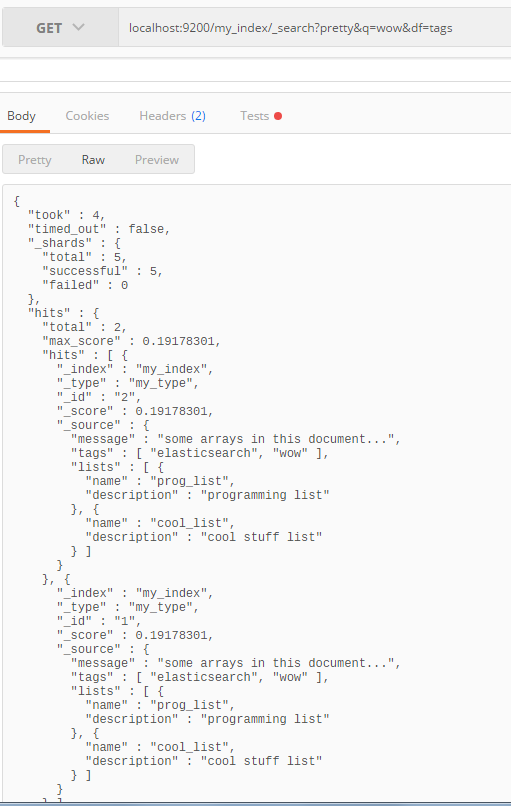 GET localhost:9200/my_index/_search?pretty&q=wow&df=tags
Body Cookies Headers (2) Tests
Pretty Raw Preview
{
  "took" : 4,
  "timed_out" : false,
  "_shards" : {
    "total" : 5,
    "successful" : 5,
    "failed" : 0
  },
  "hits" : {
    "total" : 2,
    "max_score" : 0.19178301,
    "hits" : [ {
      "_index" : "my_index",
      "_type" : "my_type",
      "_id" : "2",
      "_score" : 0.19178301,
      "_source" : {
        "message" : "some arrays in this document...",
        "tags" : [ "elasticsearch", "wow" ],
        "lists" : [ {
          "name" : "prog_list",
          "description" : "programming list"
        }, {
          "name" : "cool_list",
          "description" : "cool stuff list"
        } ]
      }
    }, {
      "_index" : "my_index",
      "_type" : "my_type",
      "_id" : "1",
      "_score" : 0.19178301,
      "_source" : {
        "message" : "some arrays in this document...",
        "tags" : [ "elasticsearch", "wow" ],
        "lists" : [ {
          "name" : "prog_list",
          "description" : "programming list"
        }, {
          "name" : "cool_list",
          "description" : "cool stuff list"
        } ]
      }
    } ]